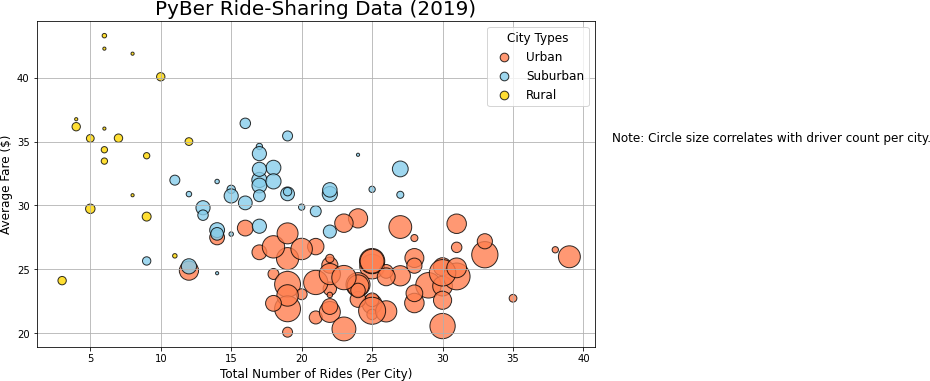 PyBer Ride-Sharing Data (2019)
City Types
Urban
Suburban
Rural
Note: Circle size correlates with driver count per city.
Average Fare ($)
40
35
30
25
20
5 10 15 20 25 30 35 40
Total Number of Rides (Per City)